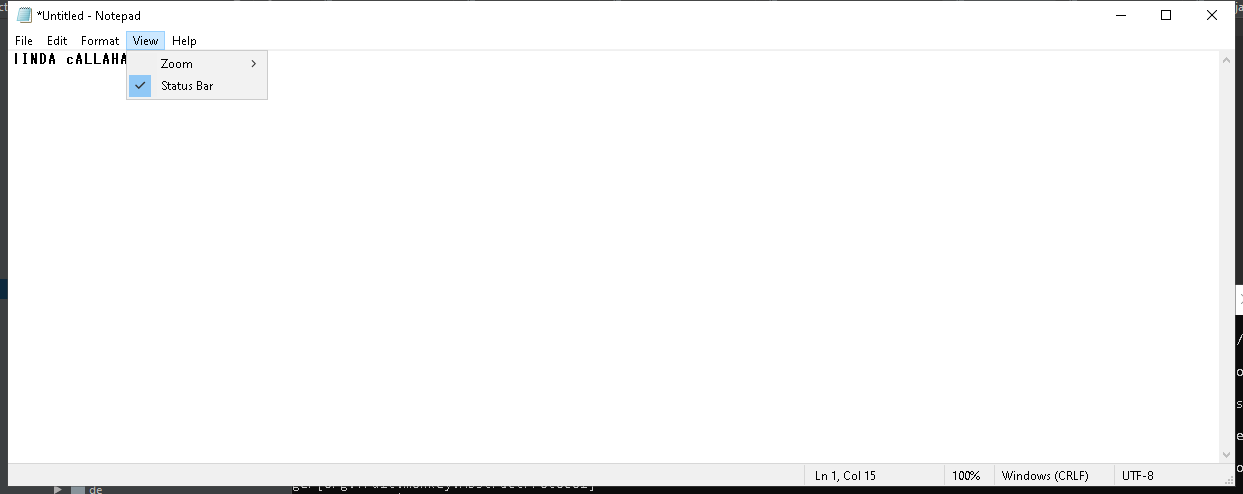 *Untitled - Notepad
File Edit Format View Help
lINDA cALLAHA
Zoom
Status Bar
Ln 1, Col 15 100% Windows (CRLF) UTF-8
de